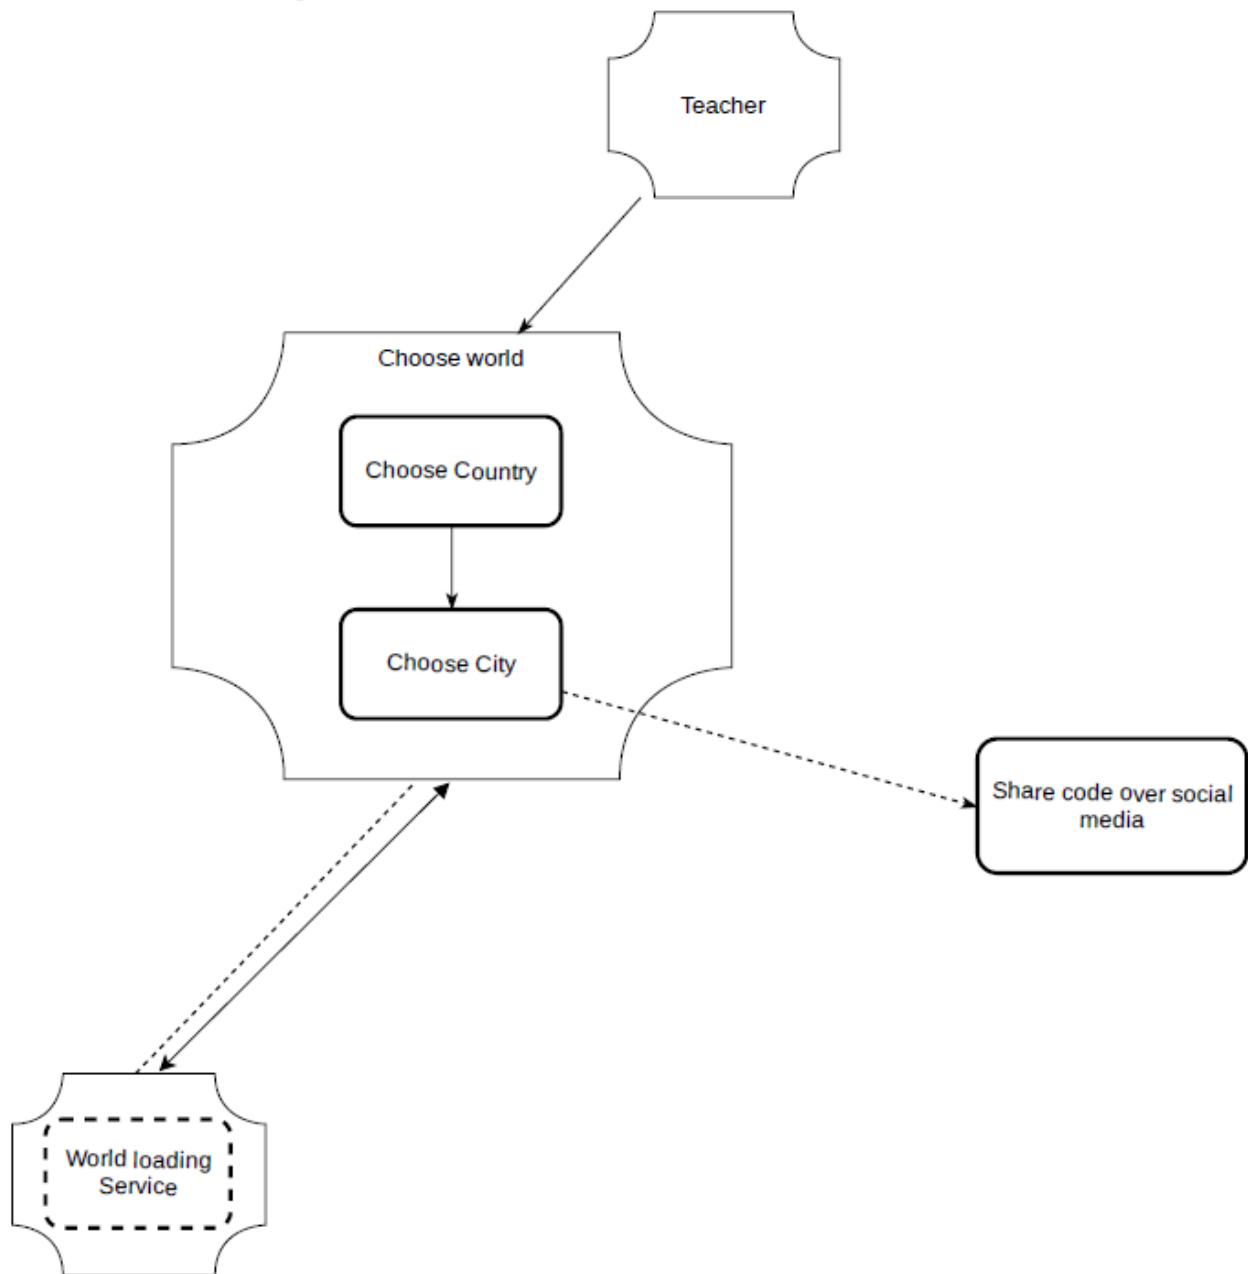 Teacher
Choose world
Choose Country
Choose City
Share code over social
media
World loading
Service